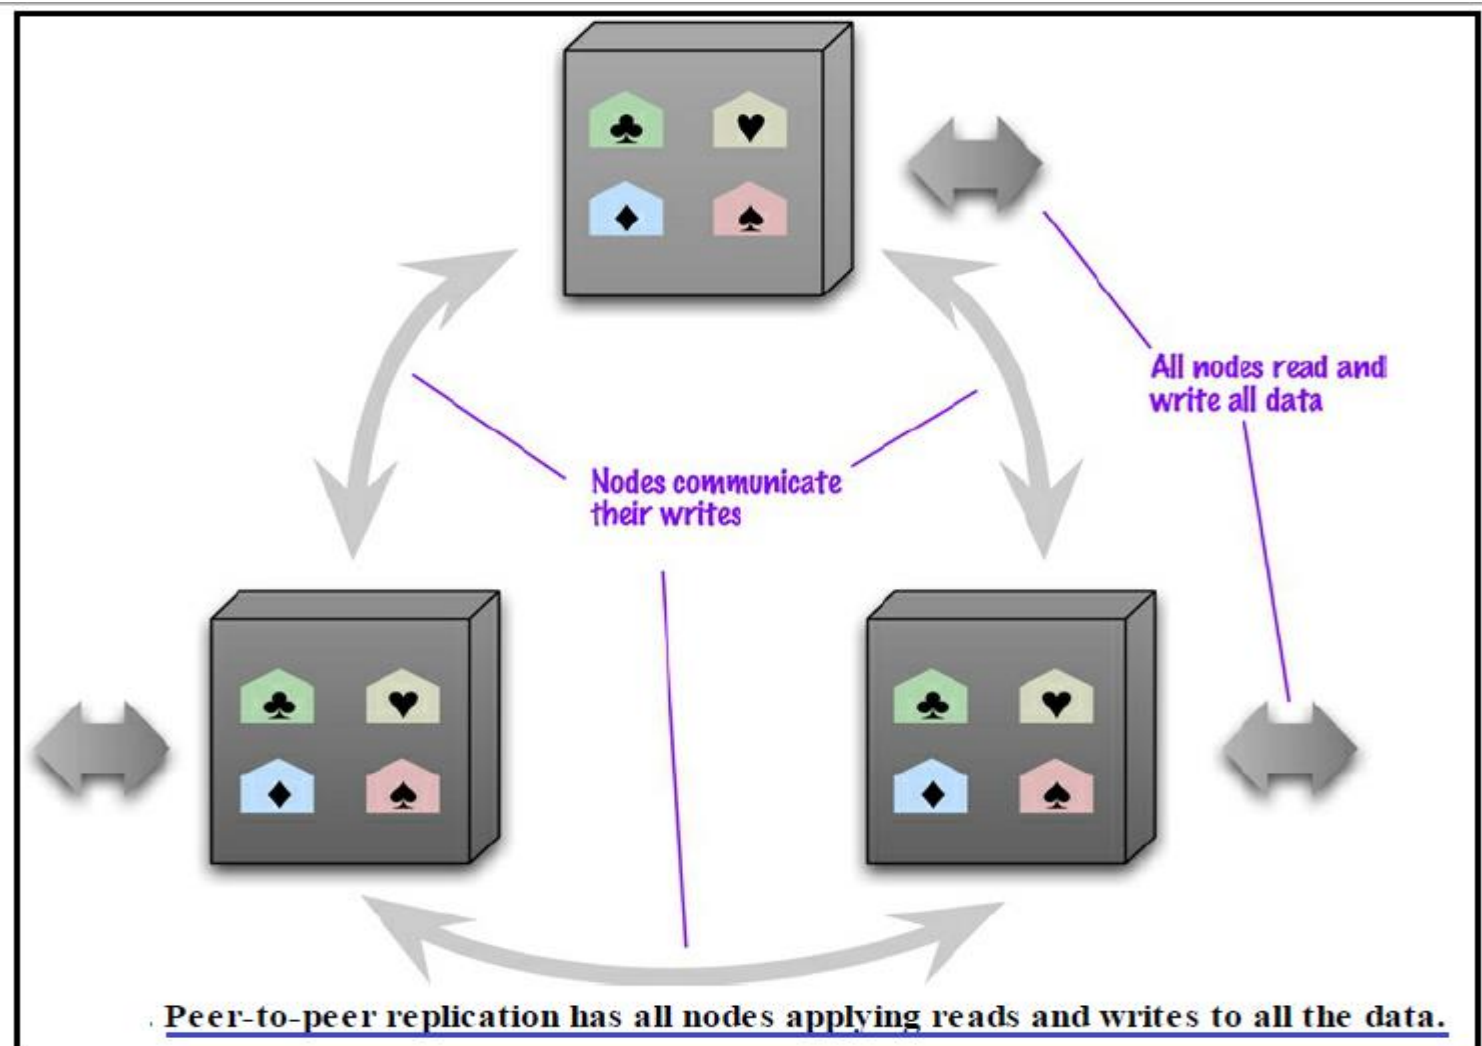 All nodes read and
write all data
Nodes communicate
their writes
. Peer-to-peer replication has all nodes applying reads and writes to all the data.